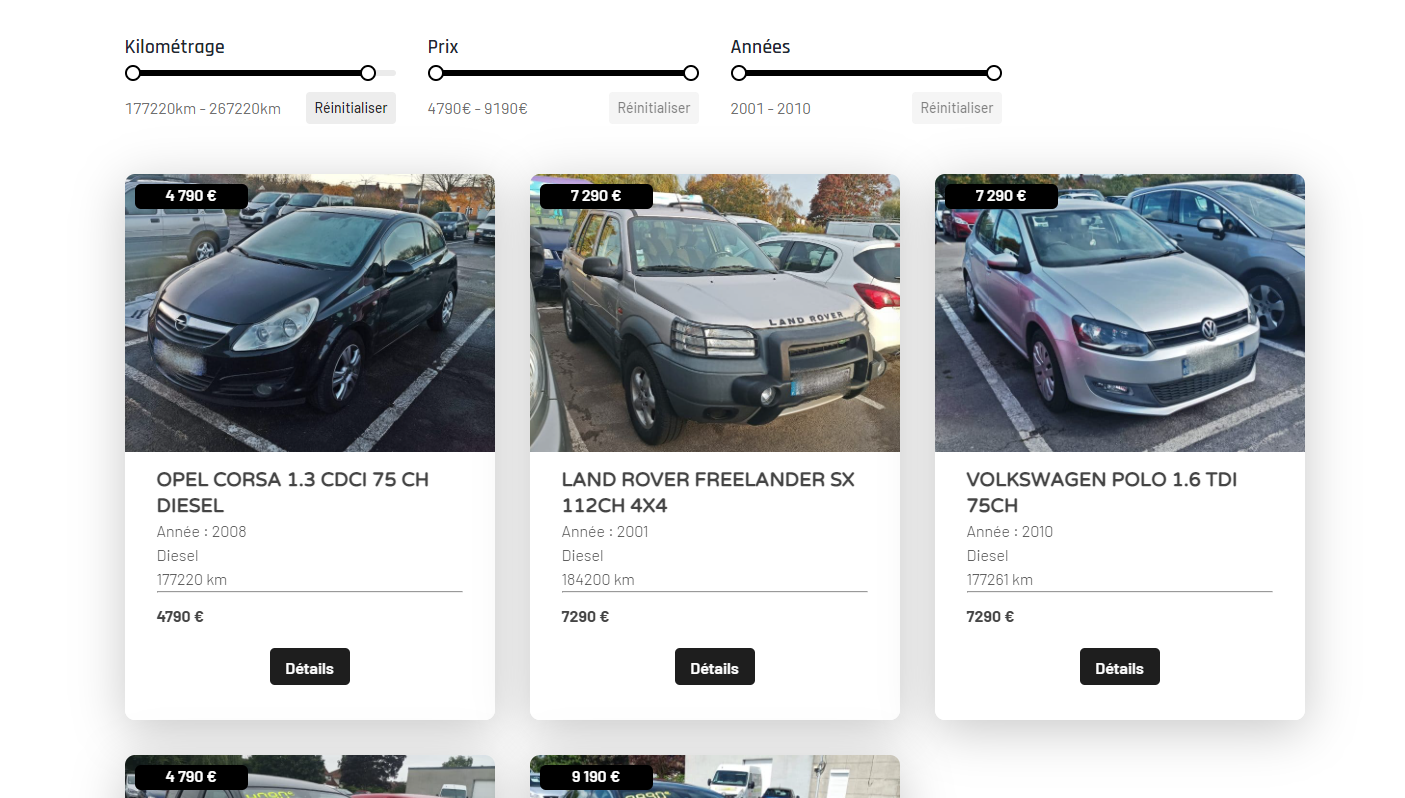 Kilométrage
Prix
Années
177220km - 267220km
Réinitialiser
4790€ - 9190€
Réinitialiser
2001 - 2010
Réinitialiser
4 790 €
7 290 €
7 290 €
LAND ROVER
OPEL CORSA 1.3 CDCI 75 CH
DIESEL
Année : 2008
Diesel
177220 km
4790 €
Détails
LAND ROVER FREELANDER SX
112CH 4X4
Année : 2001
Diesel
184200 km
7290 €
Détails
VOLKSWAGEN POLO 1.6 TDI
75CH
Année : 2010
Diesel
177261 km
7290 €
Détails
4 790 €
9 190 €